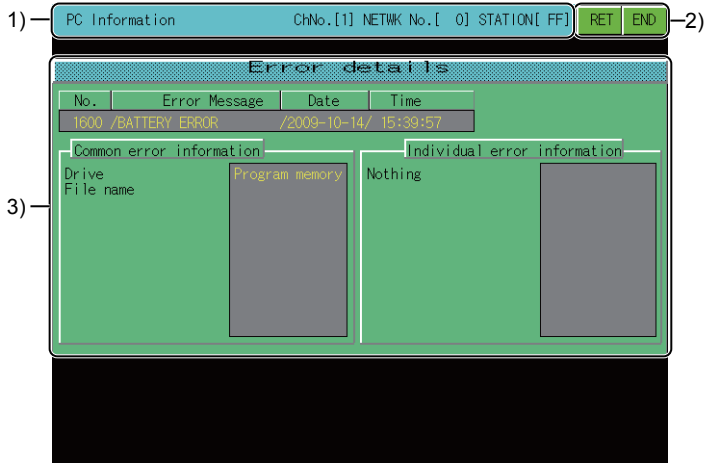 1) PC Information ChNo.[1] NETWK No.[ 0] STATION[ FF] RET END 2)
Error details
No. Error Message Date Time
1600 /BATTERY ERROR /2009-10-14/ 15:39:57
Common error information Individual error information
Drive Program memory Nothing
File name
3)